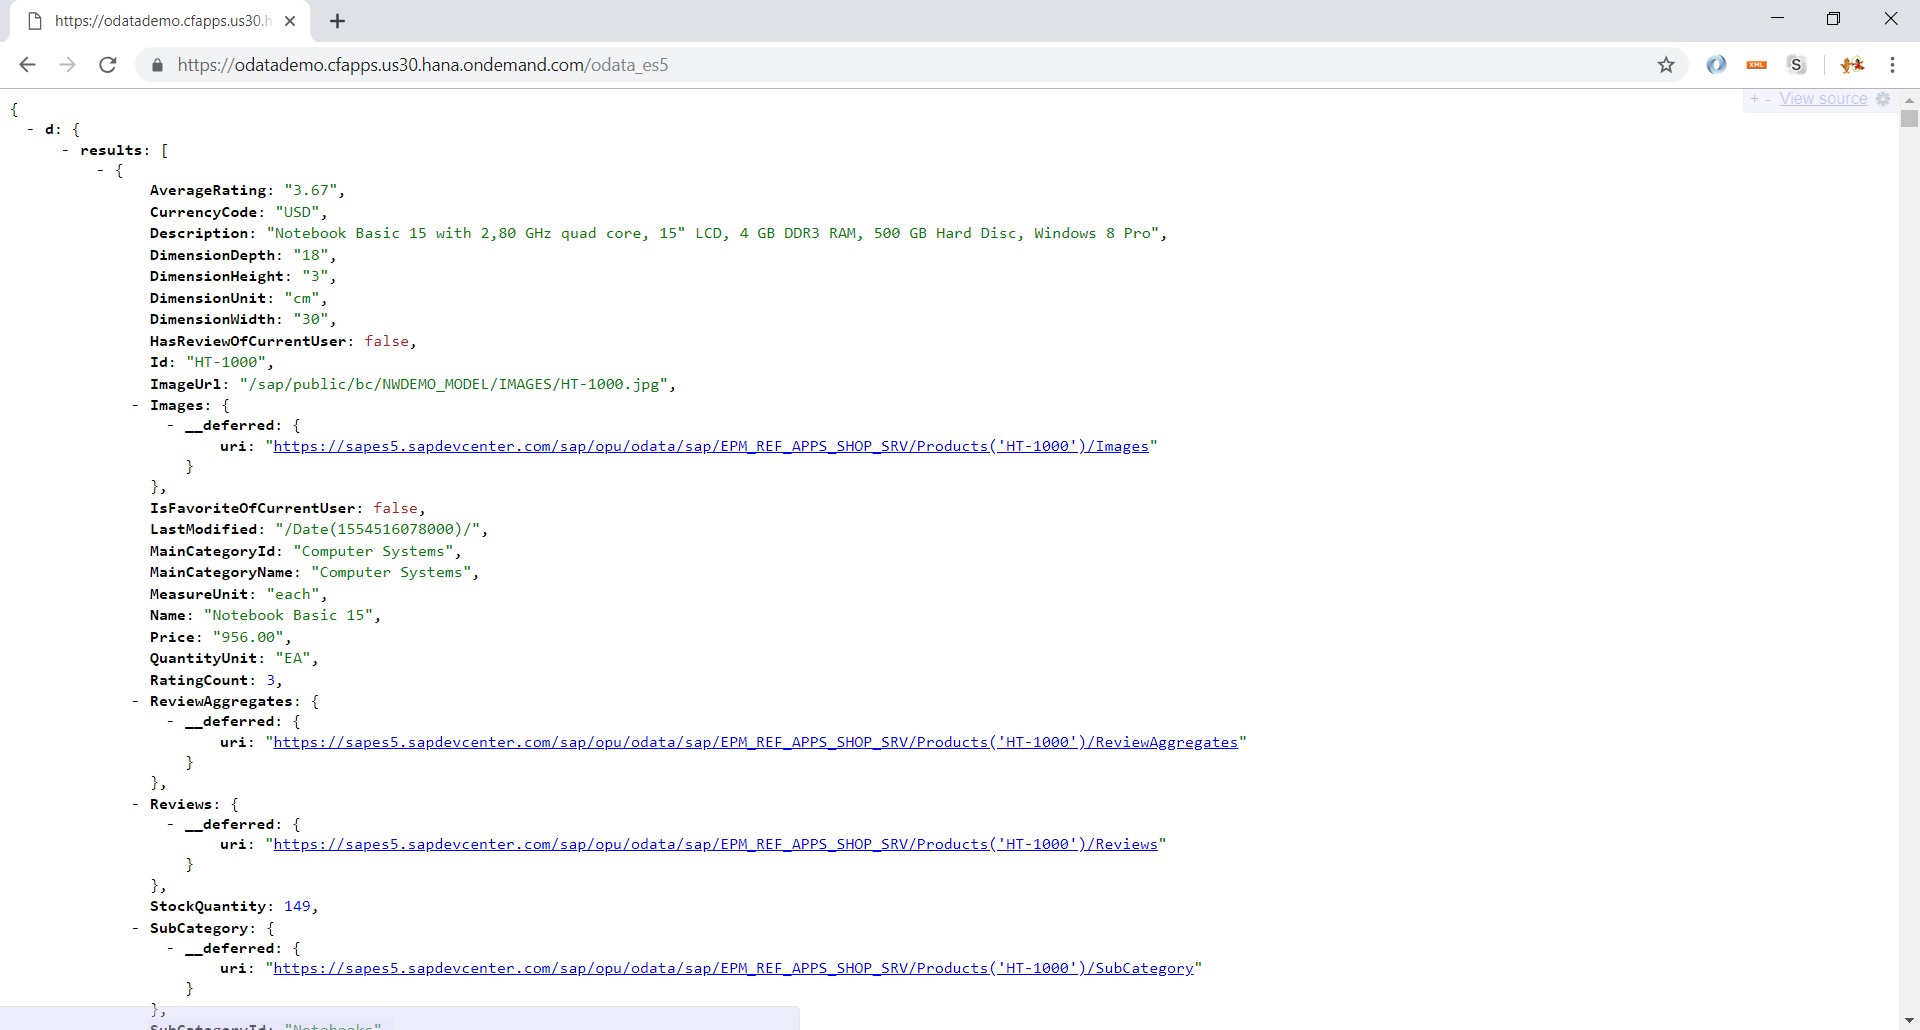 https://odatademo.cfapps.us30.h
https://odatademo.cfapps.us30.hana.ondemand.com/odata_es5
XML
S
+ - View source
{
- d: {
- results: [
- {
AverageRating: "3.67",
CurrencyCode: "USD",
Description: "Notebook Basic 15 with 2,80 GHz quad core, 15" LCD, 4 GB DDR3 RAM, 500 GB Hard Disc, Windows 8 Pro",
DimensionDepth: "18",
DimensionHeight: "3",
DimensionUnit: "cm",
DimensionWidth: "30",
HasReviewOfCurrentUser: false,
Id: "HT-1000",
ImageUrl: "/sap/public/bc/NWDEMO_MODEL/IMAGES/HT-1000.jpg",
- Images: {
- __deferred: {
uri: "https://sapes5.sapdevcenter.com/sap/opu/odata/sap/EPM_REF_APPS_SHOP_SRV/Products('HT-1000')/Images"
}
},
IsFavoriteOfCurrentUser: false,
LastModified: "/Date(1554516078000)/",
MainCategoryId: "Computer Systems",
MainCategoryName: "Computer Systems",
MeasureUnit: "each",
Name: "Notebook Basic 15",
Price: "956.00",
QuantityUnit: "EA",
RatingCount: 3,
- ReviewAggregates: {
- __deferred: {
uri: "https://sapes5.sapdevcenter.com/sap/opu/odata/sap/EPM_REF_APPS_SHOP_SRV/Products('HT-1000')/ReviewAggregates"
}
},
- Reviews: {
- __deferred: {
uri: "https://sapes5.sapdevcenter.com/sap/opu/odata/sap/EPM_REF_APPS_SHOP_SRV/Products('HT-1000')/Reviews"
}
},
StockQuantity: 149,
- SubCategory: {
- __deferred: {
uri: "https://sapes5.sapdevcenter.com/sap/opu/odata/sap/EPM_REF_APPS_SHOP_SRV/Products('HT-1000')/SubCategory"
}
},
SubCategoryId: "Notebooks"